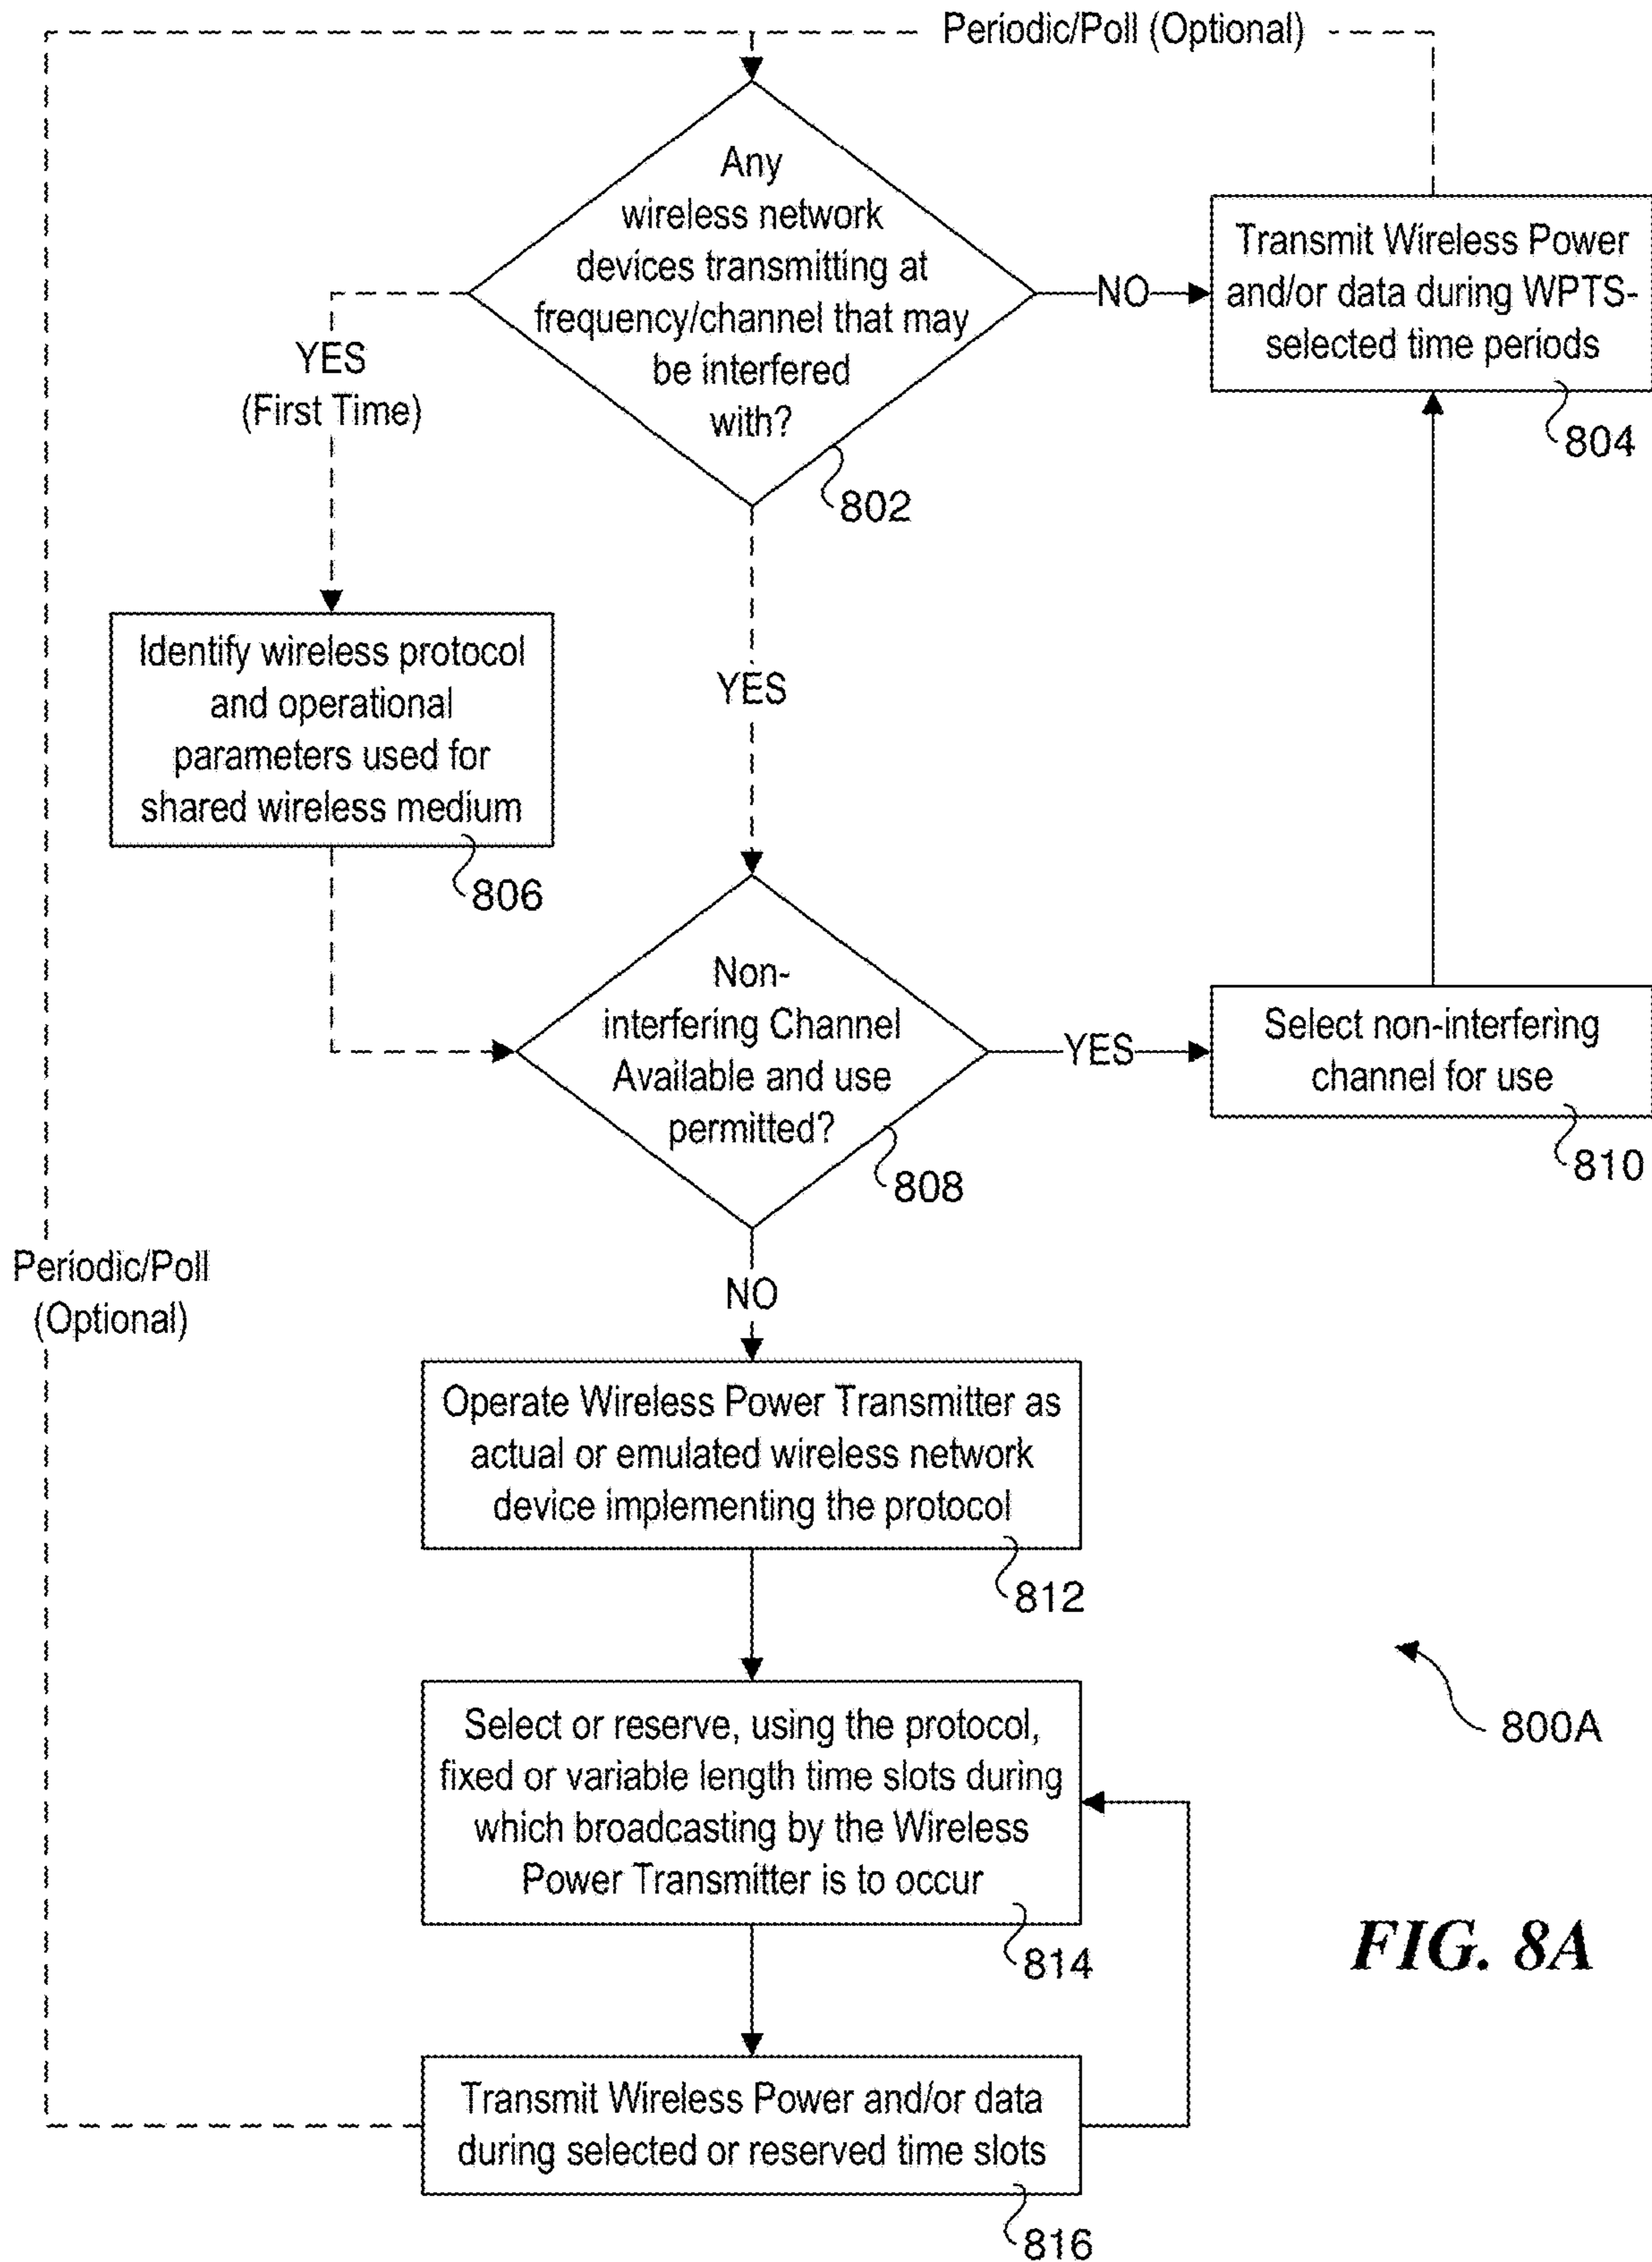 Periodic/Poll (Optional)
Any
wireless network
devices transmitting at
frequency/channel that may
be interfered
with?
802
NO
Transmit Wireless Power
and/or data during WPTS-
selected time periods
804
YES
(First Time)
Identify wireless protocol
and operational
parameters used for
shared wireless medium
806
YES
Non-
interfering Channel
Available and use
permitted?
808
YES
Select non-interfering
channel for use
810
Periodic/Poll
(Optional)
NO
Operate Wireless Power Transmitter as
actual or emulated wireless network
device implementing the protocol
812
Select or reserve, using the protocol,
fixed or variable length time slots during
which broadcasting by the Wireless
Power Transmitter is to occur
814
800A
FIG. 8A
Transmit Wireless Power and/or data
during selected or reserved time slots
816